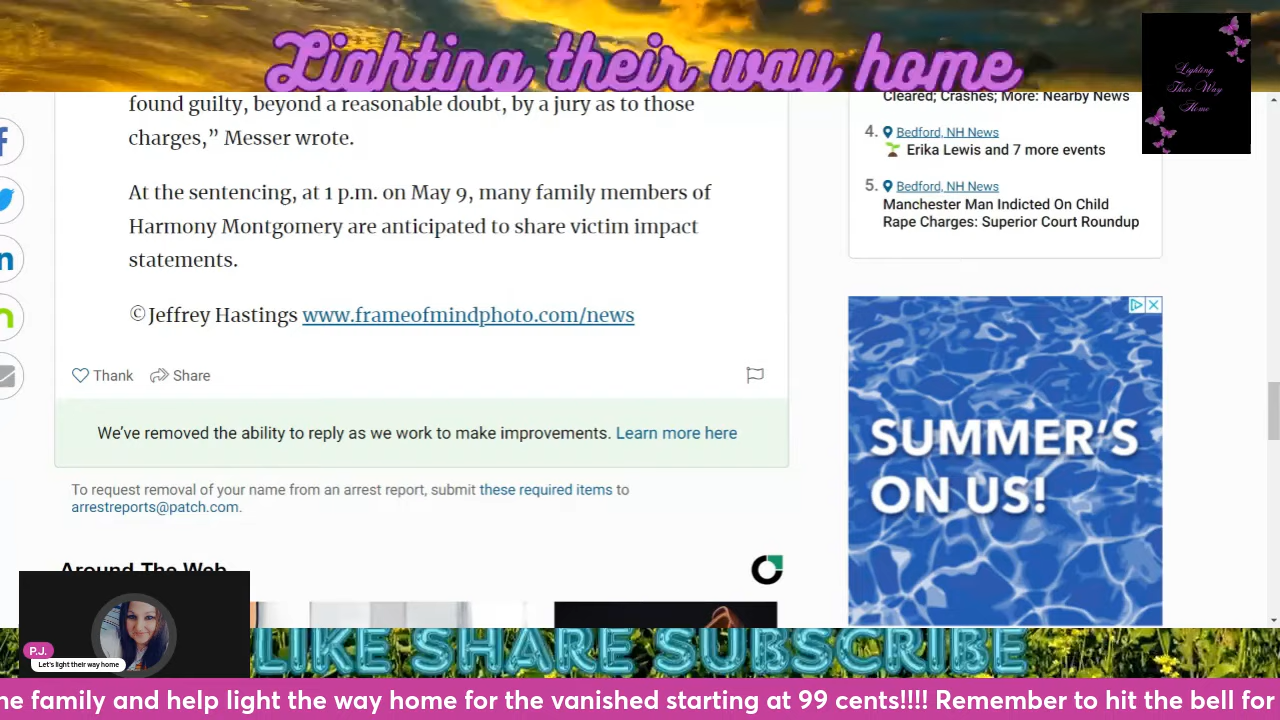 Lighting their way home
Lighting
Their Way
Home
found guilty, beyond a reasonable doubt, by a jury as to those
charges,” Messer wrote.
At the sentencing, at 1 p.m. on May 9, many family members of
Harmony Montgomery are anticipated to share victim impact
statements.
©Jeffrey Hastings www.frameofmindphoto.com/news
Thank Share
We’ve removed the ability to reply as we work to make improvements. Learn more here
To request removal of your name from an arrest report, submit these required items to
arrestreports@patch.com.
Around The Web
Cleared; Crashes; More: Nearby News
4. Bedford, NH News
Erika Lewis and 7 more events
5. Bedford, NH News
Manchester Man Indicted On Child
Rape Charges: Superior Court Roundup
SUMMER’S
ON US!
P.J.
Let's light their way home
LIKE SHARE SUBSCRIBE
ne family and help light the way home for the vanished starting at 99 cents!!!! Remember to hit the bell for